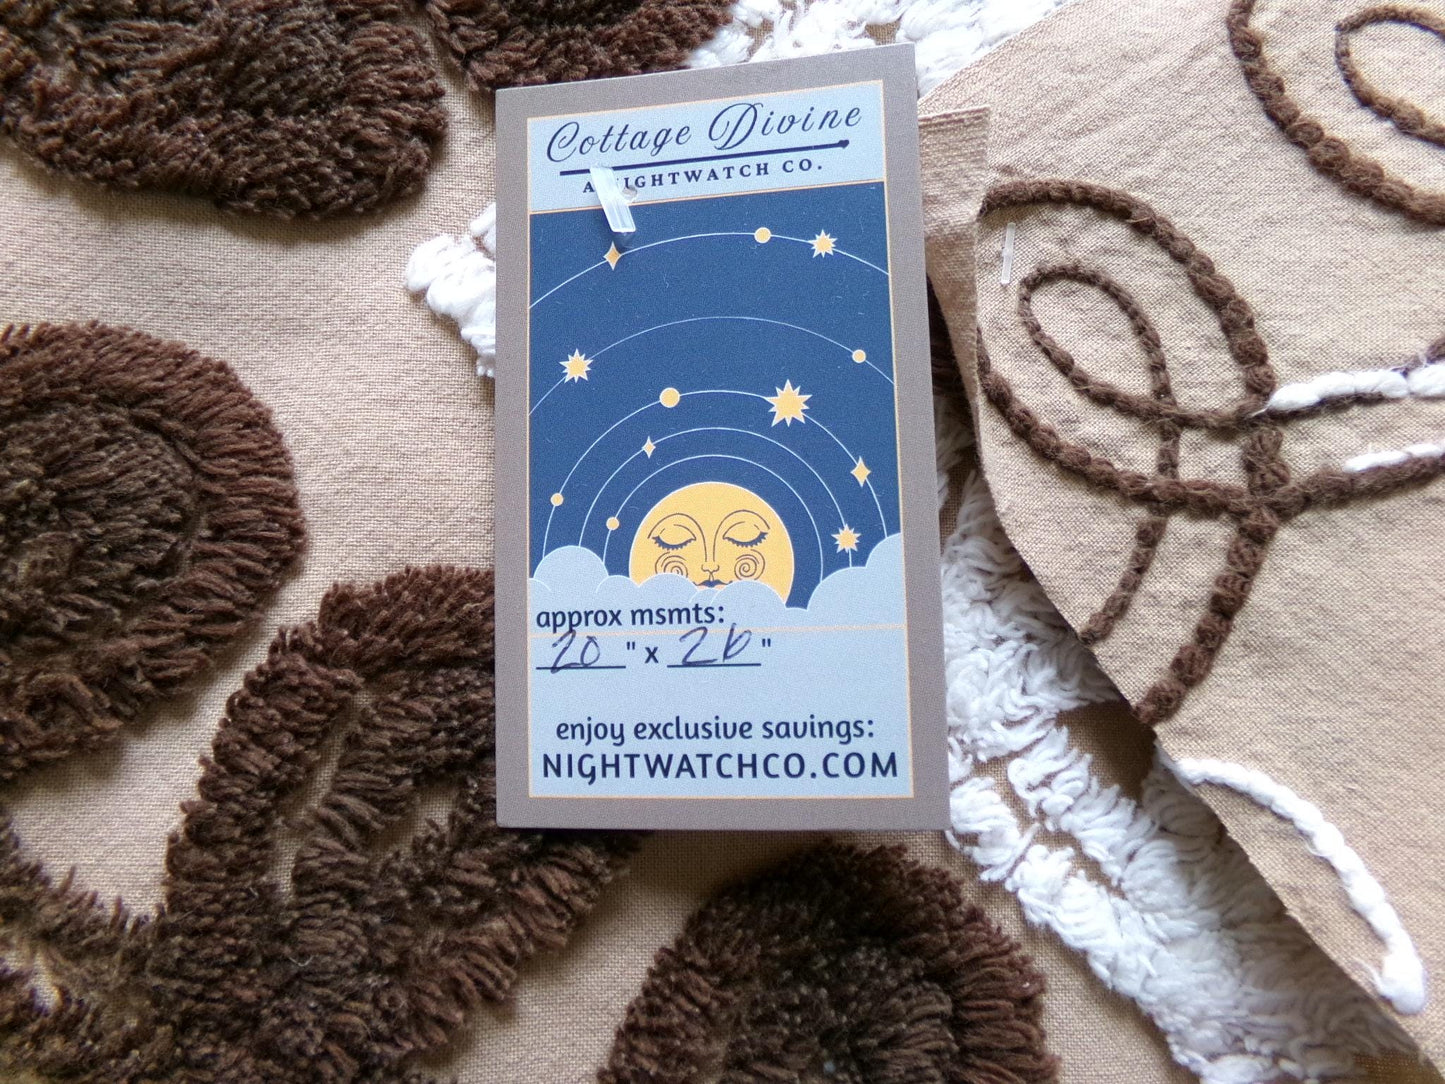 Cottage Divine
A NIGHTWATCH CO.
approx msmts:
20 " x 26 "
enjoy exclusive savings:
NIGHTWATCHCO.COM